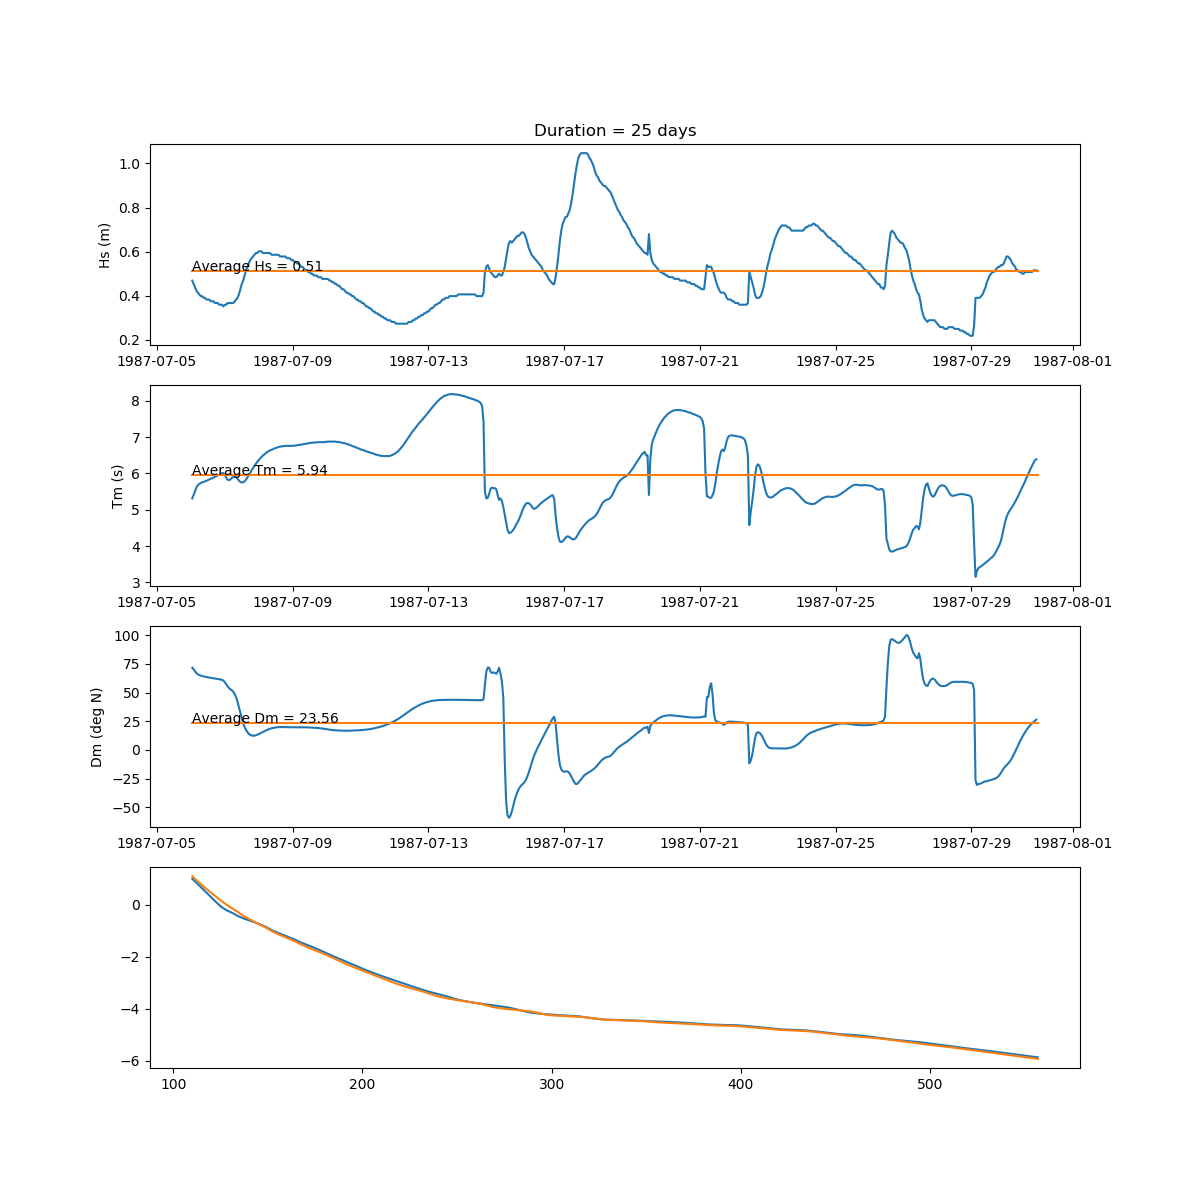 Duration = 25 days
Hs (m)
1.0
0.8
0.6
0.4
0.2
Average Hs = 0.51
1987-07-05 1987-07-09 1987-07-13 1987-07-17 1987-07-21 1987-07-25 1987-07-29 1987-08-01
Tm (s)
8
7
6
5
4
3
Average Tm = 5.94
1987-07-05 1987-07-09 1987-07-13 1987-07-17 1987-07-21 1987-07-25 1987-07-29 1987-08-01
Dm (deg N)
100
75
50
25
0
−25
−50
Average Dm = 23.56
1987-07-05 1987-07-09 1987-07-13 1987-07-17 1987-07-21 1987-07-25 1987-07-29 1987-08-01
0
−2
−4
−6
100 200 300 400 500